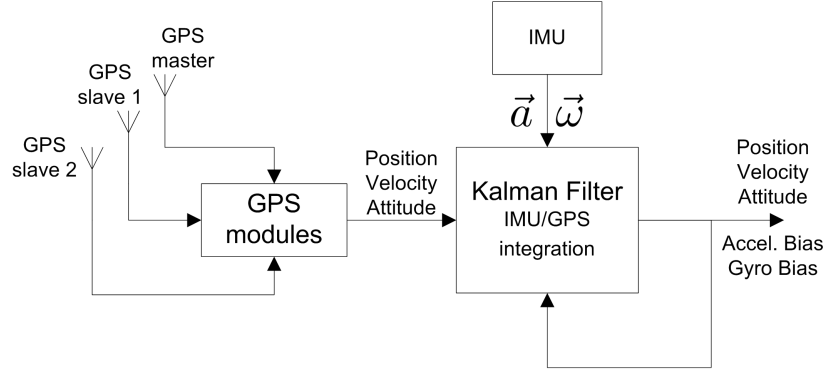 GPS
master
GPS
slave 1
GPS
slave 2
GPS
modules
Position
Velocity
Attitude
IMU
a⃗ ω⃗
Kalman Filter
IMU/GPS
integration
Position
Velocity
Attitude
Accel. Bias
Gyro Bias